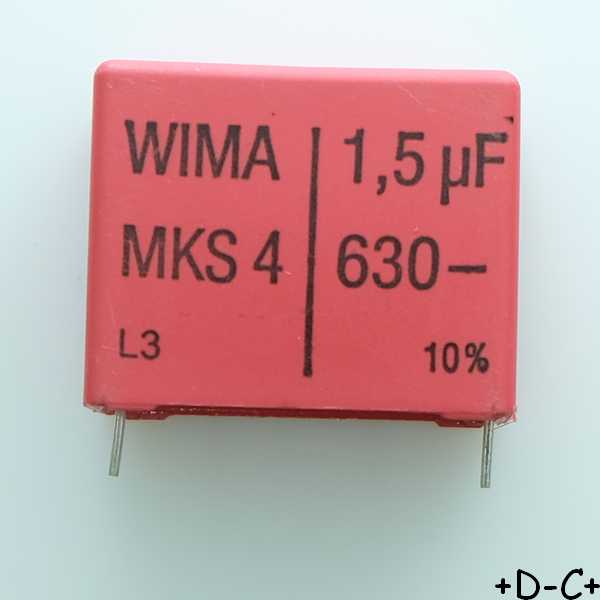 WIMA
MKS 4
L3
1,5 µF
630–
10%
+D-C+